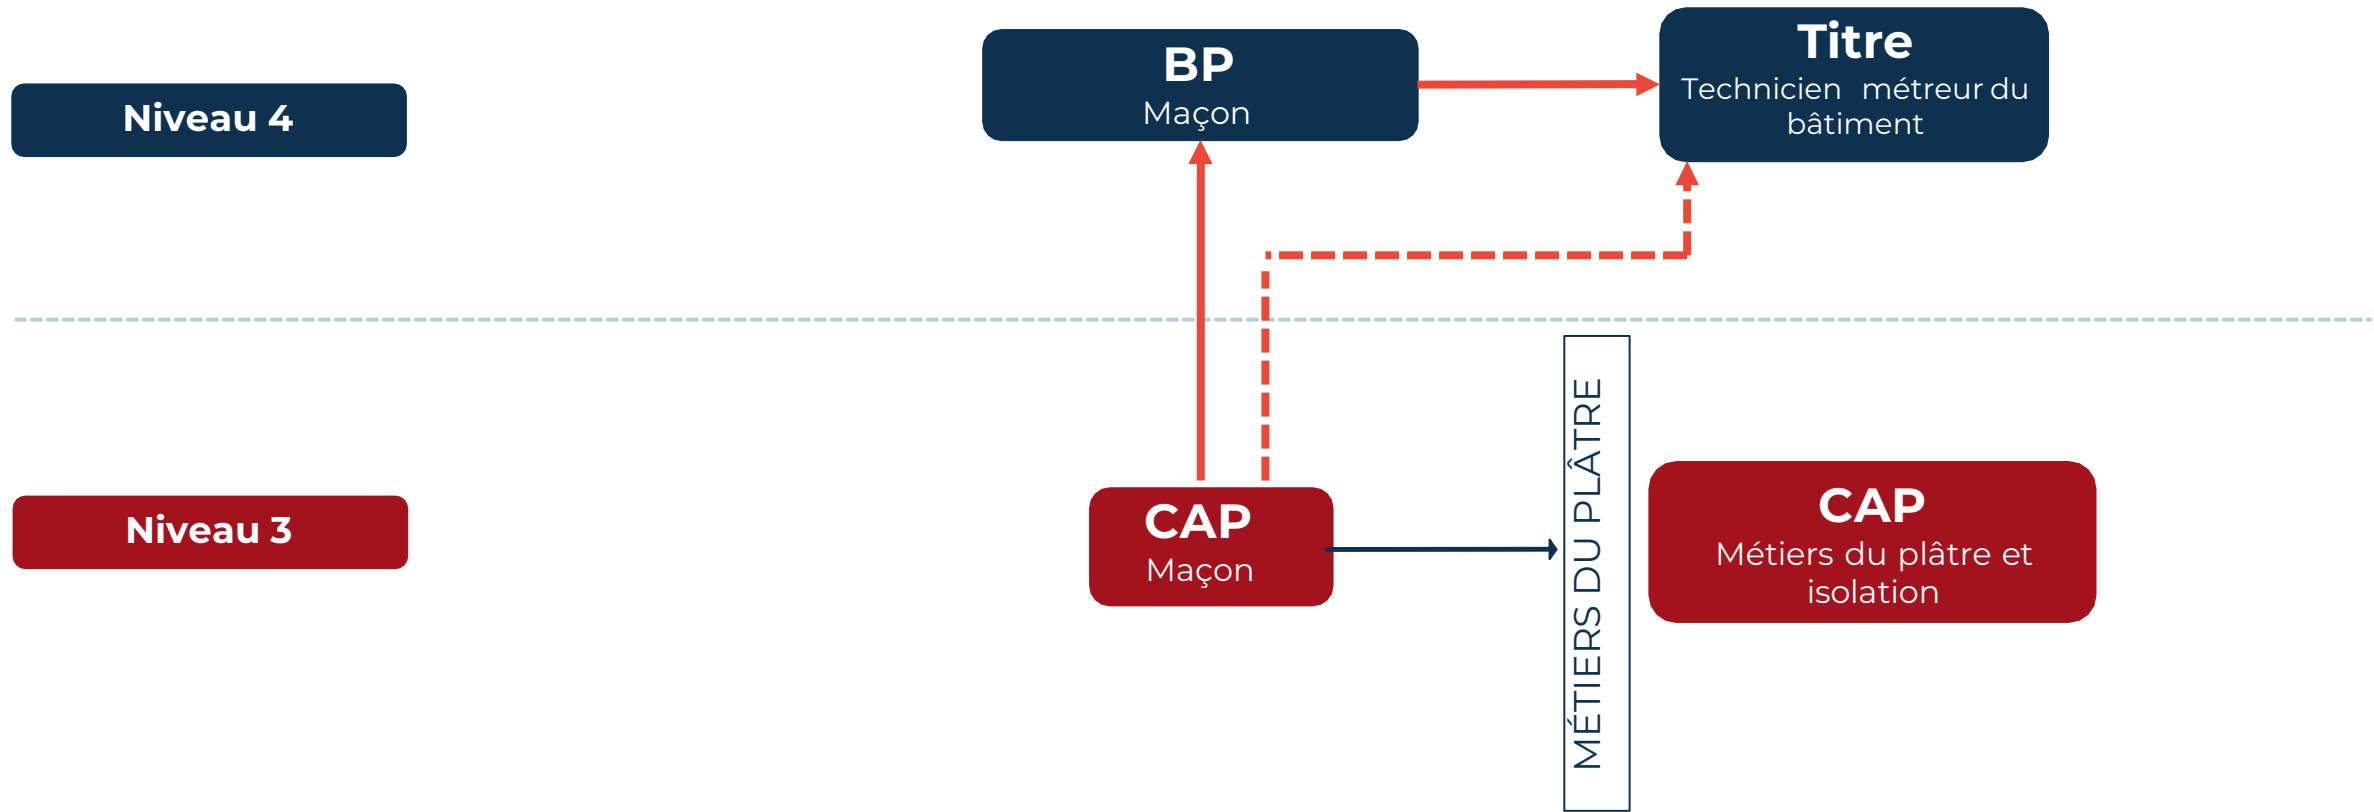 Niveau 4
BP
Maçon
Titre
Technicien métreur du
bâtiment
Niveau 3
CAP
Maçon
MÉTIERS DU PLÂTRE
CAP
Métiers du plâtre et
isolation